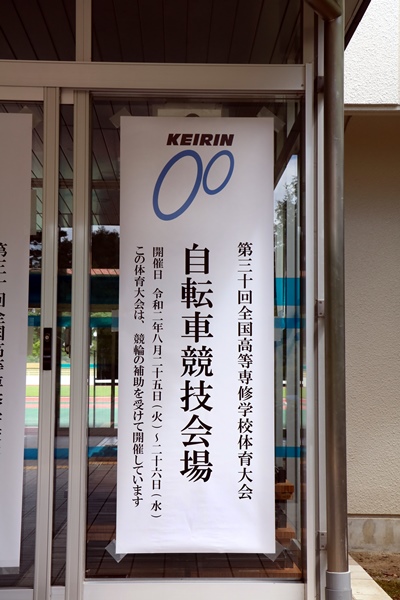 KEIRIN
第三十回全国高等専修学校体育大会
自転車競技会場
開催日 令和二年八月二十五日(火)～二十六日(水)
この体育大会は、競輪の補助を受けて開催しています